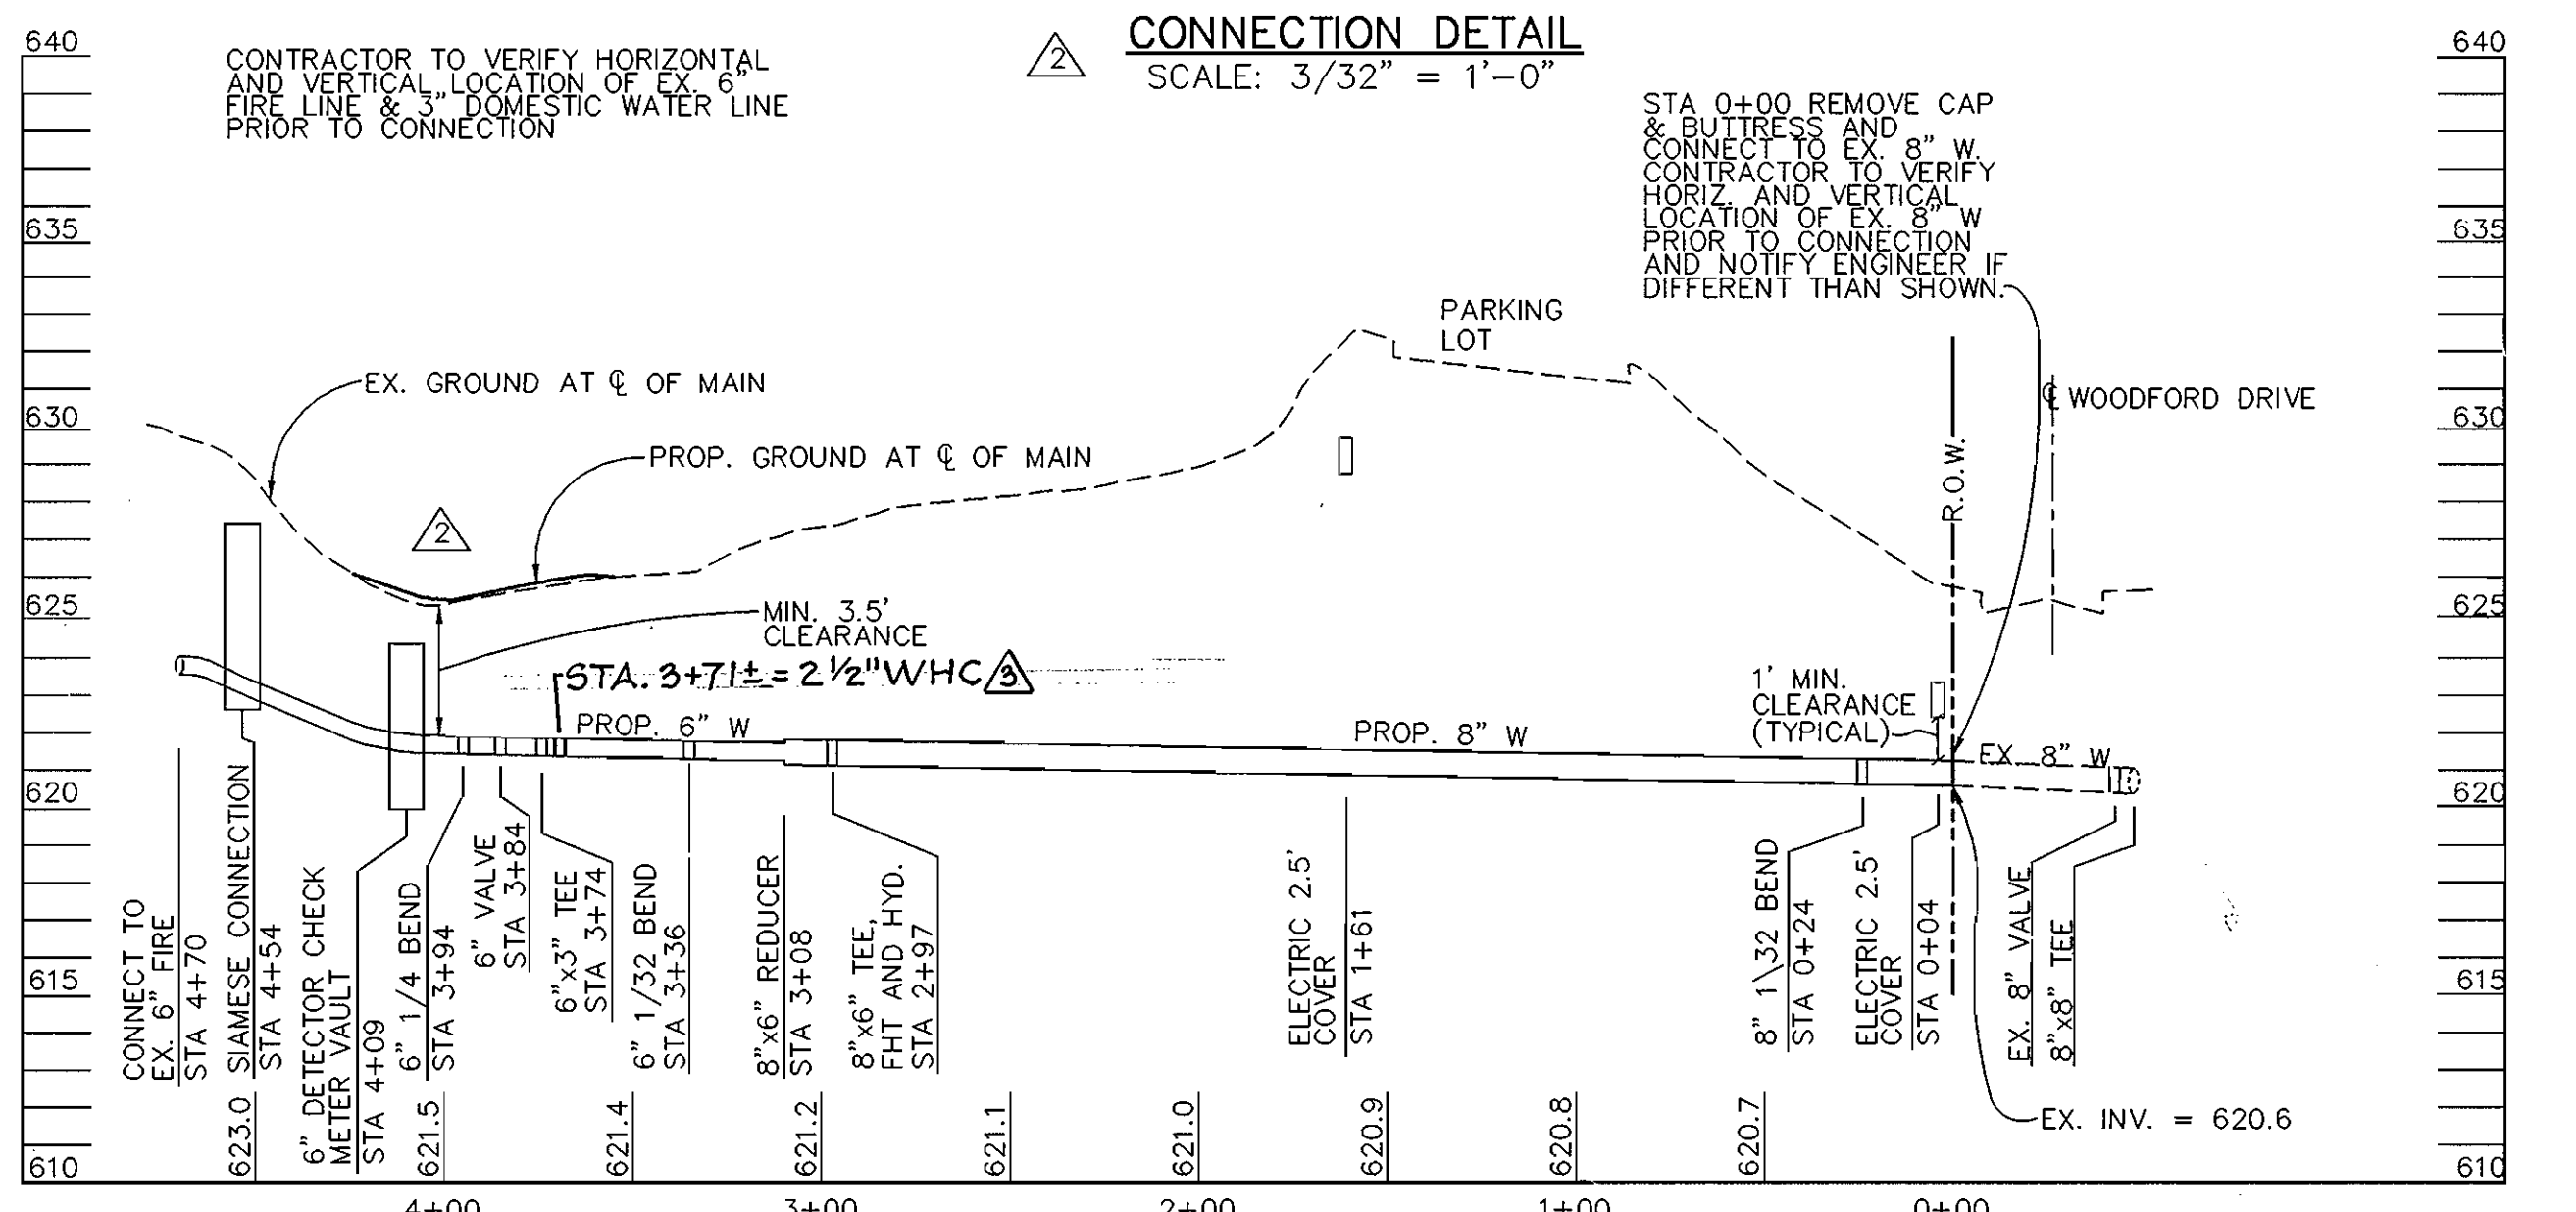 CONNECTION DETAIL
2
SCALE: 3/32" = 1'-0"
640
640
CONTRACTOR TO VERIFY HORIZONTAL
AND VERTICAL LOCATION OF EX. 6"
FIRE LINE & 3" DOMESTIC WATER LINE
PRIOR TO CONNECTION
STA 0+00 REMOVE CAP
& BUTTRESS AND
CONNECT TO EX. 8" W.
CONTRACTOR TO VERIFY
HORIZ. AND VERTICAL
LOCATION OF EX. 8" W
PRIOR TO CONNECTION
AND NOTIFY ENGINEER IF
DIFFERENT THAN SHOWN.
635
635
PARKING
LOT
EX. GROUND AT ℄ OF MAIN
℄ WOODFORD DRIVE
630
630
PROP. GROUND AT ℄ OF MAIN
R.O.W.
2
625
625
MIN. 3.5'
CLEARANCE
STA. 3+71± = 2 1/2" WHC 3
1' MIN.
CLEARANCE
(TYPICAL)
PROP. 6" W
PROP. 8" W
EX. 8" W
620
620
CONNECT TO
EX. 6" FIRE
STA 4+70
SIAMESE CONNECTION
STA 4+54
6" DETECTOR CHECK
METER VAULT
STA 4+09
6" 1/4 BEND
STA 3+94
6" VALVE
STA 3+84
6"x3" TEE
STA 3+74
6" 1/32 BEND
STA 3+36
8"x6" REDUCER
STA 3+08
8"x6" TEE,
FHT AND HYD.
STA 2+97
ELECTRIC 2.5'
COVER
STA 1+61
8" 1\32 BEND
STA 0+24
ELECTRIC 2.5'
COVER
STA 0+04
EX. 8" VALVE
8"x8" TEE
615
615
623.0
621.5
621.4
621.2
621.1
621.0
620.9
620.8
620.7
EX. INV. = 620.6
610
610
4+00
3+00
2+00
1+00
0+00